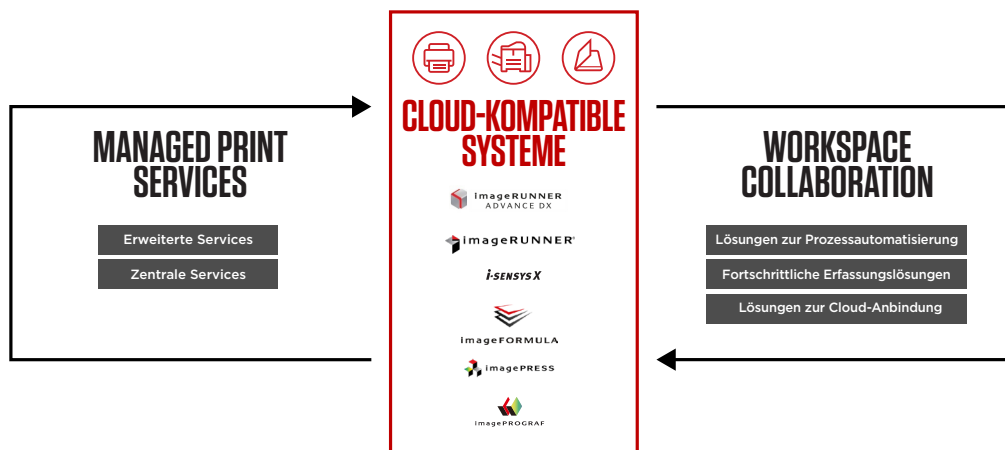 MANAGED PRINT
SERVICES
Erweiterte Services
Zentrale Services
CLOUD-KOMPATIBLE
SYSTEME
imageRUNNER
ADVANCE DX
imageRUNNER®
i-SENSYS X
imageFORMULA
imagePRESS
imagePROGRAF
WORKSPACE
COLLABORATION
Lösungen zur Prozessautomatisierung
Fortschrittliche Erfassungslösungen
Lösungen zur Cloud-Anbindung